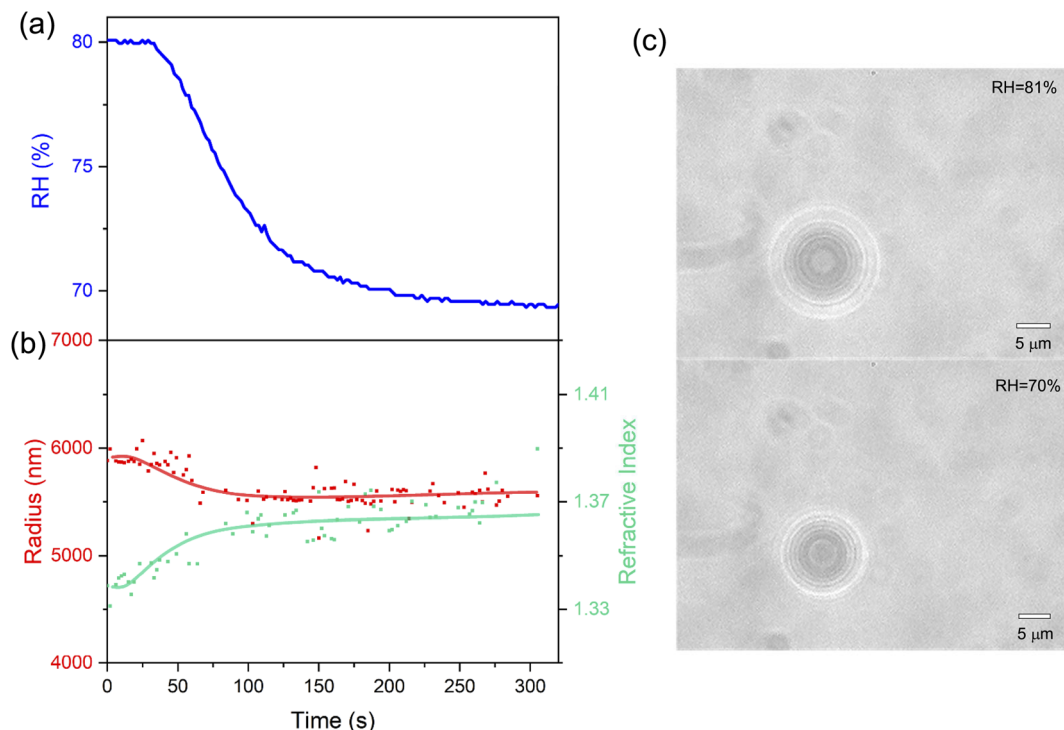 (a)
80
75
70
RH (%)
(b)
7000
6000
5000
4000
Radius (nm)
1.41
1.37
1.33
Refractive Index
0
50
100
150
200
250
300
Time (s)
(c)
RH=81%
5 μm
RH=70%
5 μm